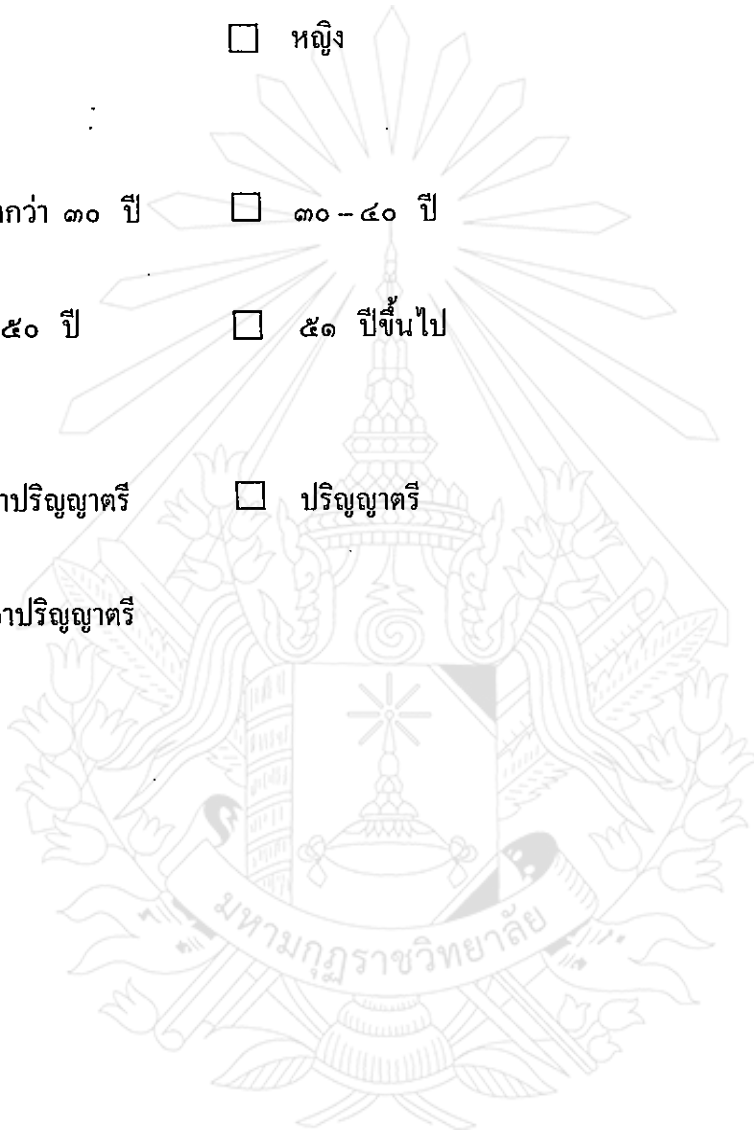 ☐ หญิง
กว่า ๓๐ ปี ☐ ๓๐ – ๔๐ ปี
๕๐ ปี ☐ ๕๑ ปีขึ้นไป
ปริญญาตรี ☐ ปริญญาตรี
ปริญญาตรี
มหามกุฏราชวิทยาลัย